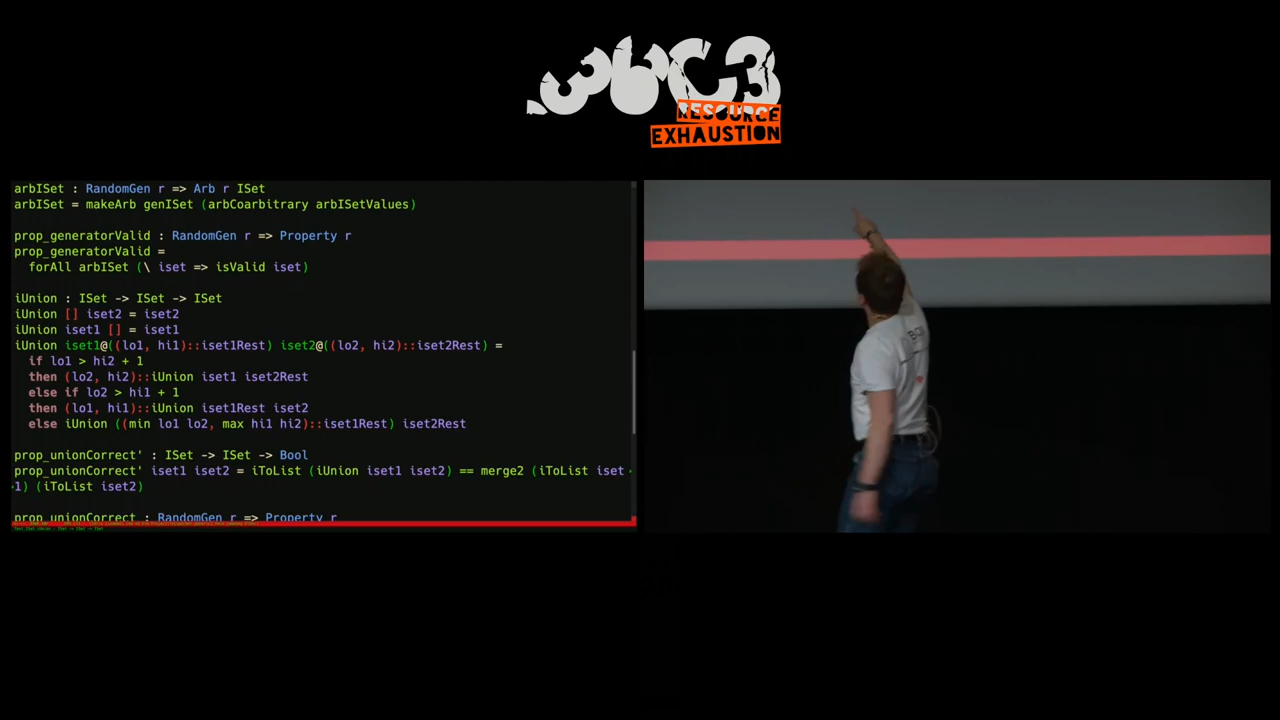 36C3
RESOURCE
EXHAUSTION
arbISet : RandomGen r => Arb r ISet
arbISet = makeArb genISet (arbCoarbitrary arbISetValues)
prop_generatorValid : RandomGen r => Property r
prop_generatorValid =
forAll arbISet (\ iset => isValid iset)
iUnion : ISet -> ISet -> ISet
iUnion [] iset2 = iset2
iUnion iset1 [] = iset1
iUnion iset1@((lo1, hi1)::iset1Rest) iset2@((lo2, hi2)::iset2Rest) =
if lo1 > hi2 + 1
then (lo2, hi2)::iUnion iset1 iset2Rest
else if lo2 > hi1 + 1
then (lo1, hi1)::iUnion iset1Rest iset2
else iUnion ((min lo1 lo2, max hi1 hi2)::iset1Rest) iset2Rest
prop_unionCorrect' : ISet -> ISet -> Bool
prop_unionCorrect' iset1 iset2 = iToList (iUnion iset1 iset2) == merge2 (iToList iset
1) (iToList iset2)
prop_unionCorrect : RandomGen r => Property r